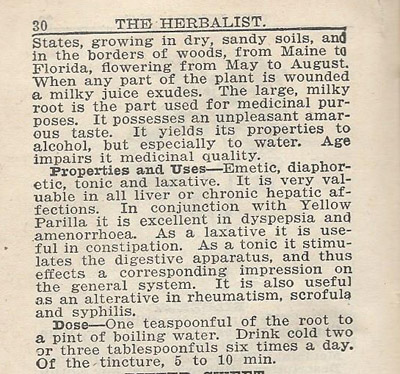 30 THE HERBALIST.
States, growing in dry, sandy soils, and
in the borders of woods, from Maine to
Florida, flowering from May to August.
When any part of the plant is wounded
a milky juice exudes. The large, milky
root is the part used for medicinal pur-
poses. It possesses an unpleasant amar-
ous taste. It yields its properties to
alcohol, but especially to water. Age
impairs it medicinal quality.
Properties and Uses—Emetic, diaphor-
etic, tonic and laxative. It is very val-
uable in all liver or chronic hepatic af-
fections. In conjunction with Yellow
Parilla it is excellent in dyspepsia and
amenorrhoea. As a laxative it is use-
ful in constipation. As a tonic it stimu-
lates the digestive apparatus, and thus
effects a corresponding impression on
the general system. It is also useful
as an alterative in rheumatism, scrofula
and syphilis.
Dose—One teaspoonful of the root to
a pint of boiling water. Drink cold two
or three tablespoonfuls six times a day.
Of the tincture, 5 to 10 min.